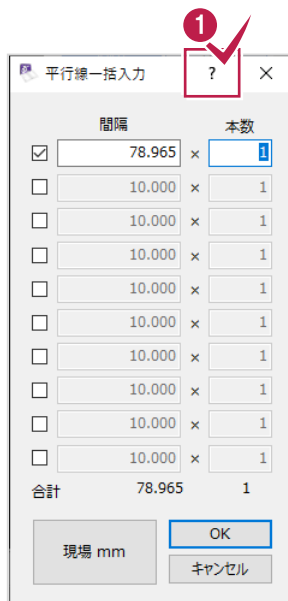 1
平行線一括入力 ? ×
間隔 本数
78.965 × 1
10.000 × 1
10.000 × 1
10.000 × 1
10.000 × 1
10.000 × 1
10.000 × 1
10.000 × 1
10.000 × 1
10.000 × 1
合計 78.965 1
現場 mm
OK
キャンセル